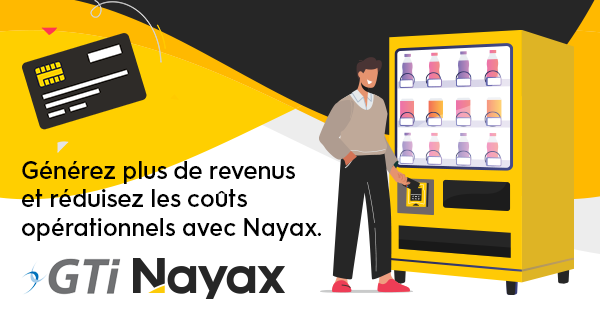 Générez plus de revenus
et réduisez les coûts
opérationnels avec Nayax.
GTi Nayax